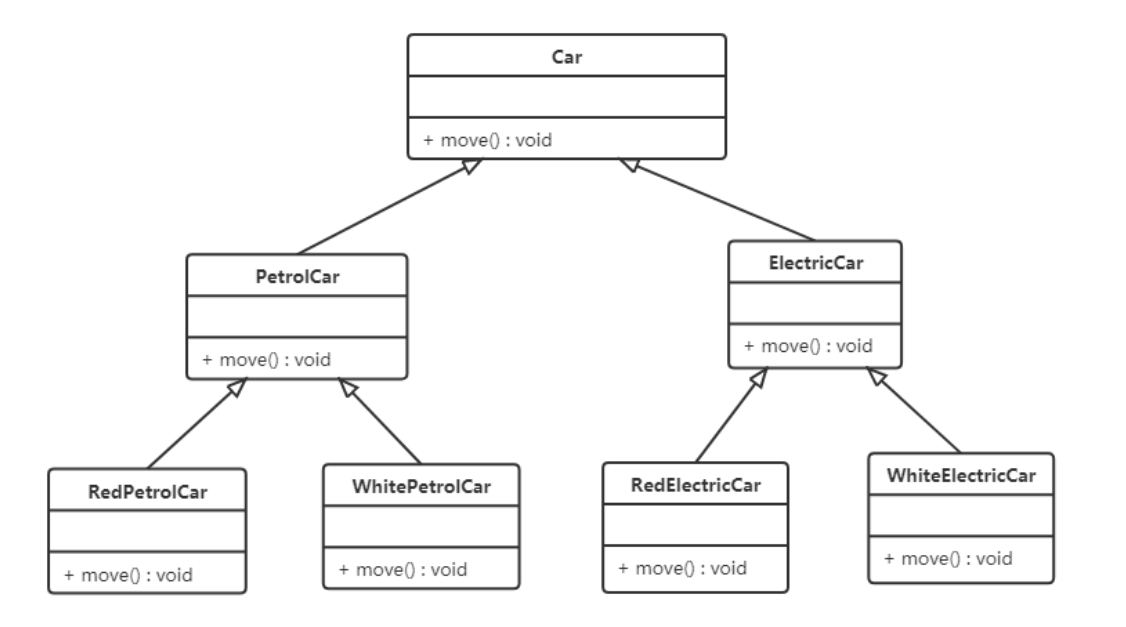 Car
+ move() : void
PetrolCar
+ move() : void
ElectricCar
+ move() : void
RedPetrolCar
+ move() : void
WhitePetrolCar
+ move() : void
RedElectricCar
+ move() : void
WhiteElectricCar
+ move() : void